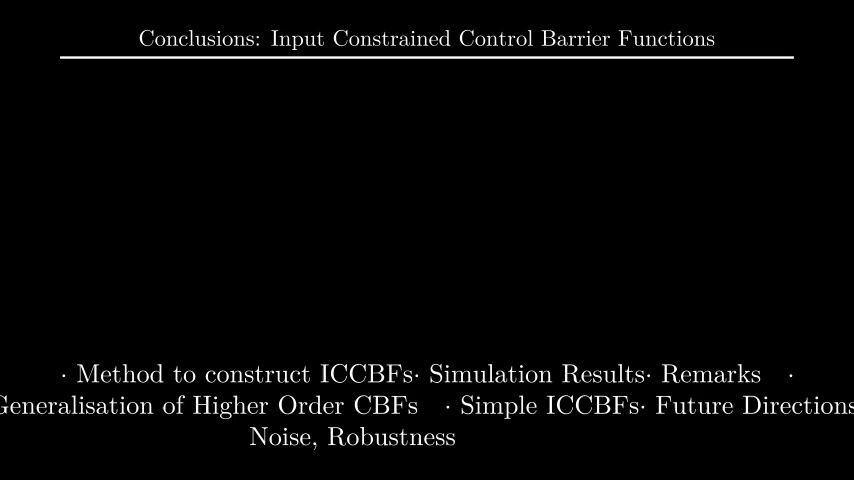 Conclusions: Input Constrained Control Barrier Functions
· Method to construct ICCBFs· Simulation Results· Remarks ·
Generalisation of Higher Order CBFs · Simple ICCBFs· Future Directions
Noise, Robustness